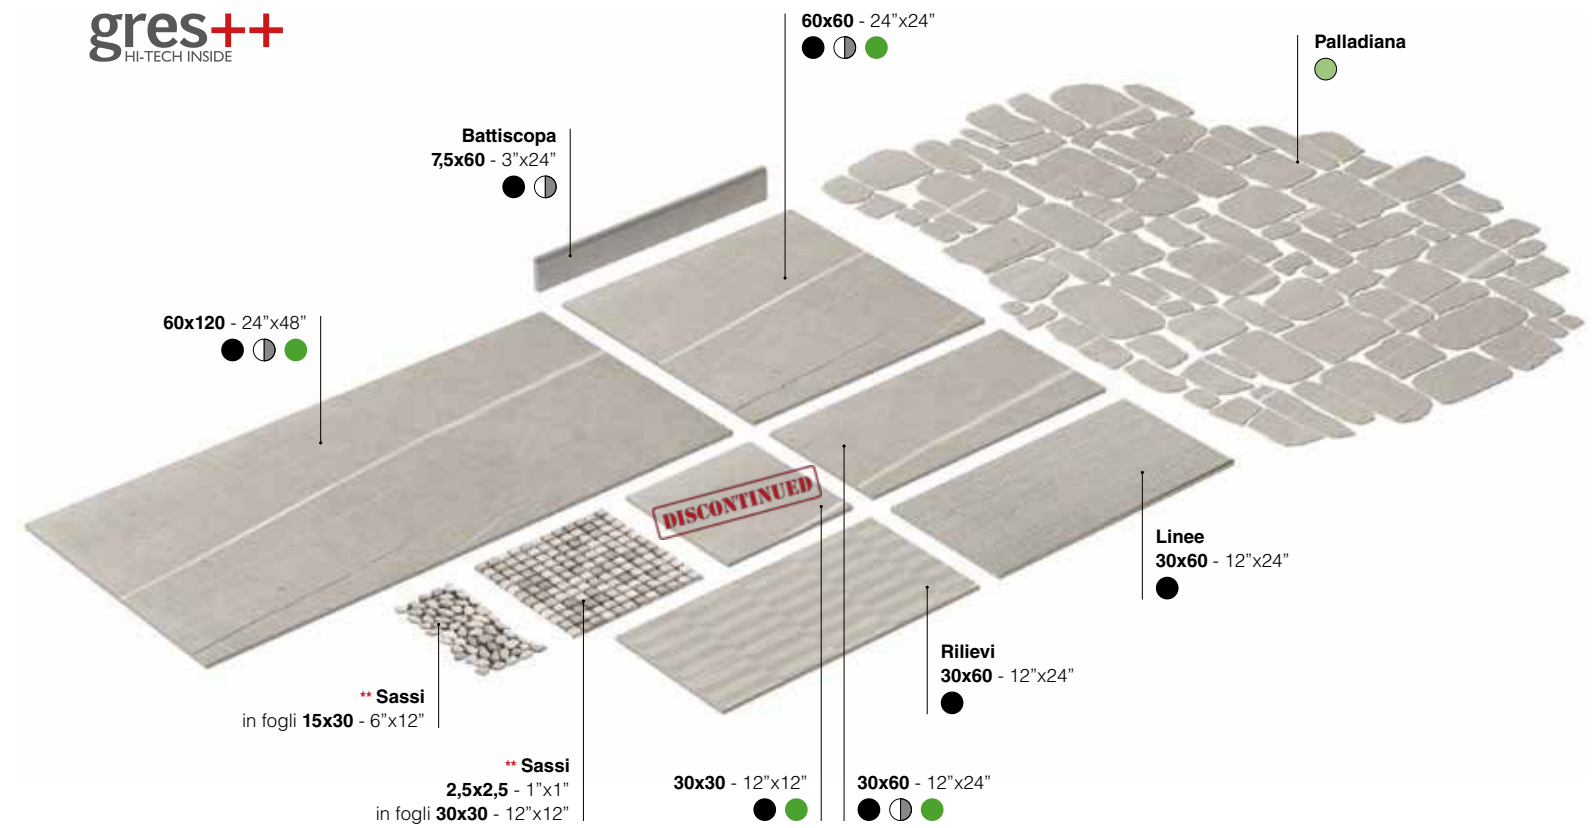 gres++
HI-TECH INSIDE
60x60 - 24”x24”
Palladiana
Battiscopa
7,5x60 - 3”x24”
60x120 - 24”x48”
DISCONTINUED
Linee
30x60 - 12”x24”
Rilievi
30x60 - 12”x24”
** Sassi
in fogli 15x30 - 6”x12”
** Sassi
2,5x2,5 - 1”x1”
in fogli 30x30 - 12”x12”
30x30 - 12”x12”
30x60 - 12”x24”